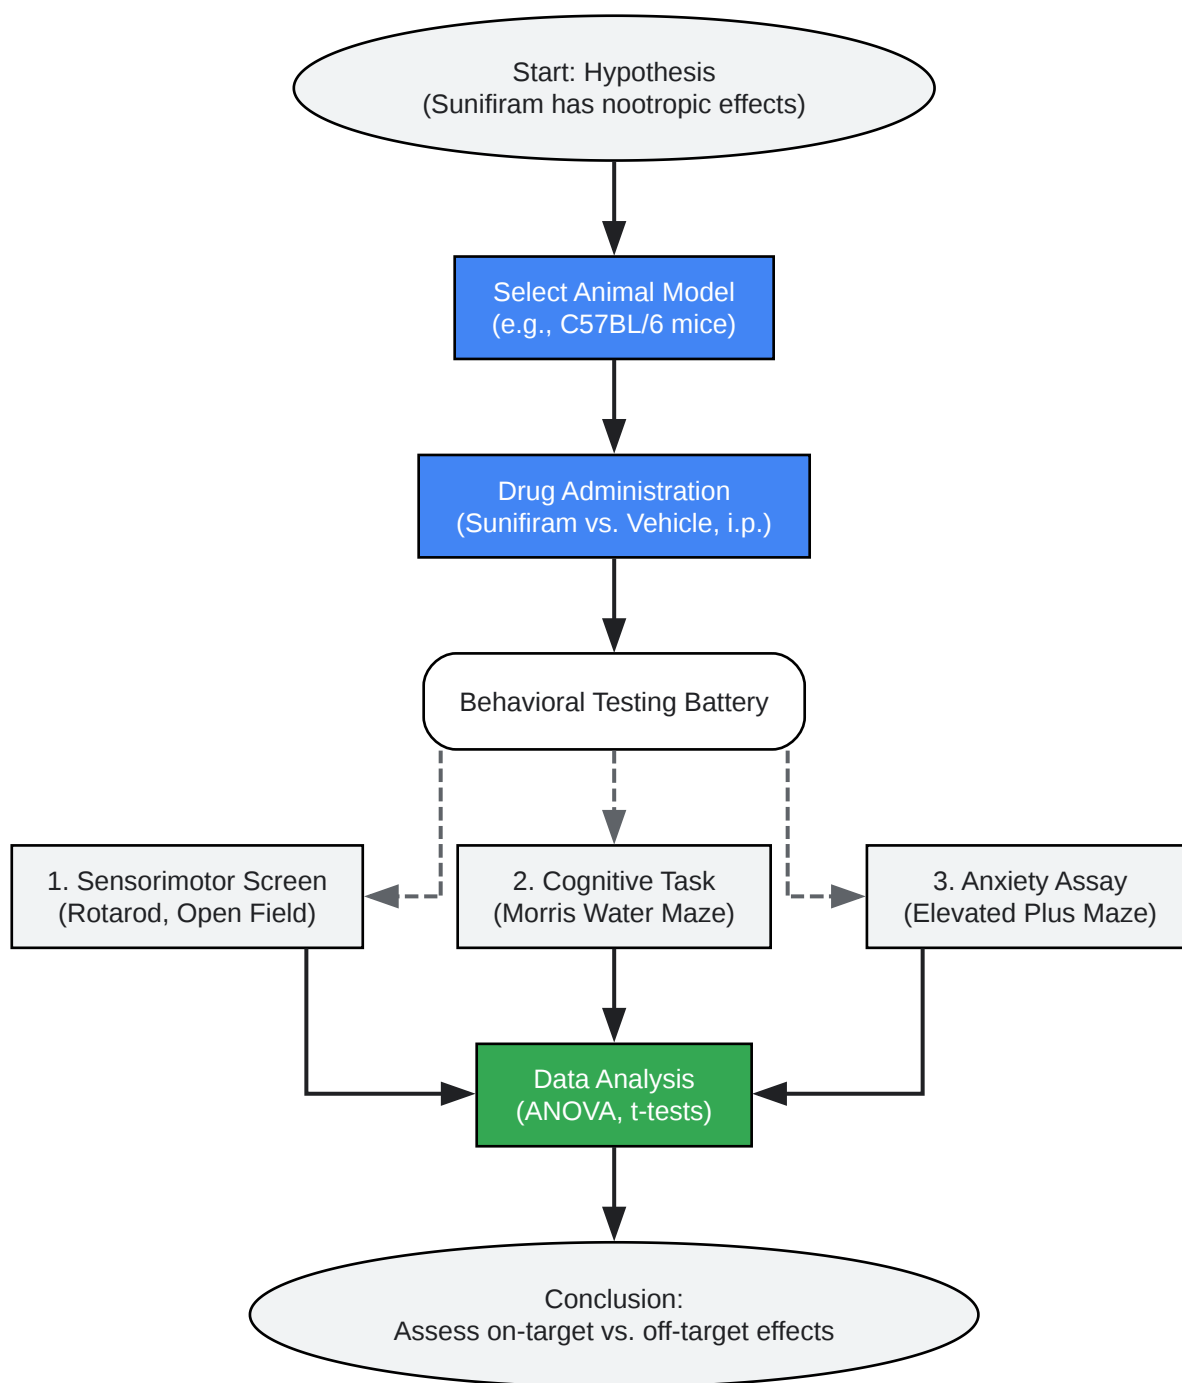 Start: Hypothesis
(Sunifiram has nootropic effects)
Select Animal Model
(e.g., C57BL/6 mice)
Drug Administration
(Sunifiram vs. Vehicle, i.p.)
Behavioral Testing Battery
1. Sensorimotor Screen
(Rotarod, Open Field)
2. Cognitive Task
(Morris Water Maze)
3. Anxiety Assay
(Elevated Plus Maze)
Data Analysis
(ANOVA, t-tests)
Conclusion:
Assess on-target vs. off-target effects